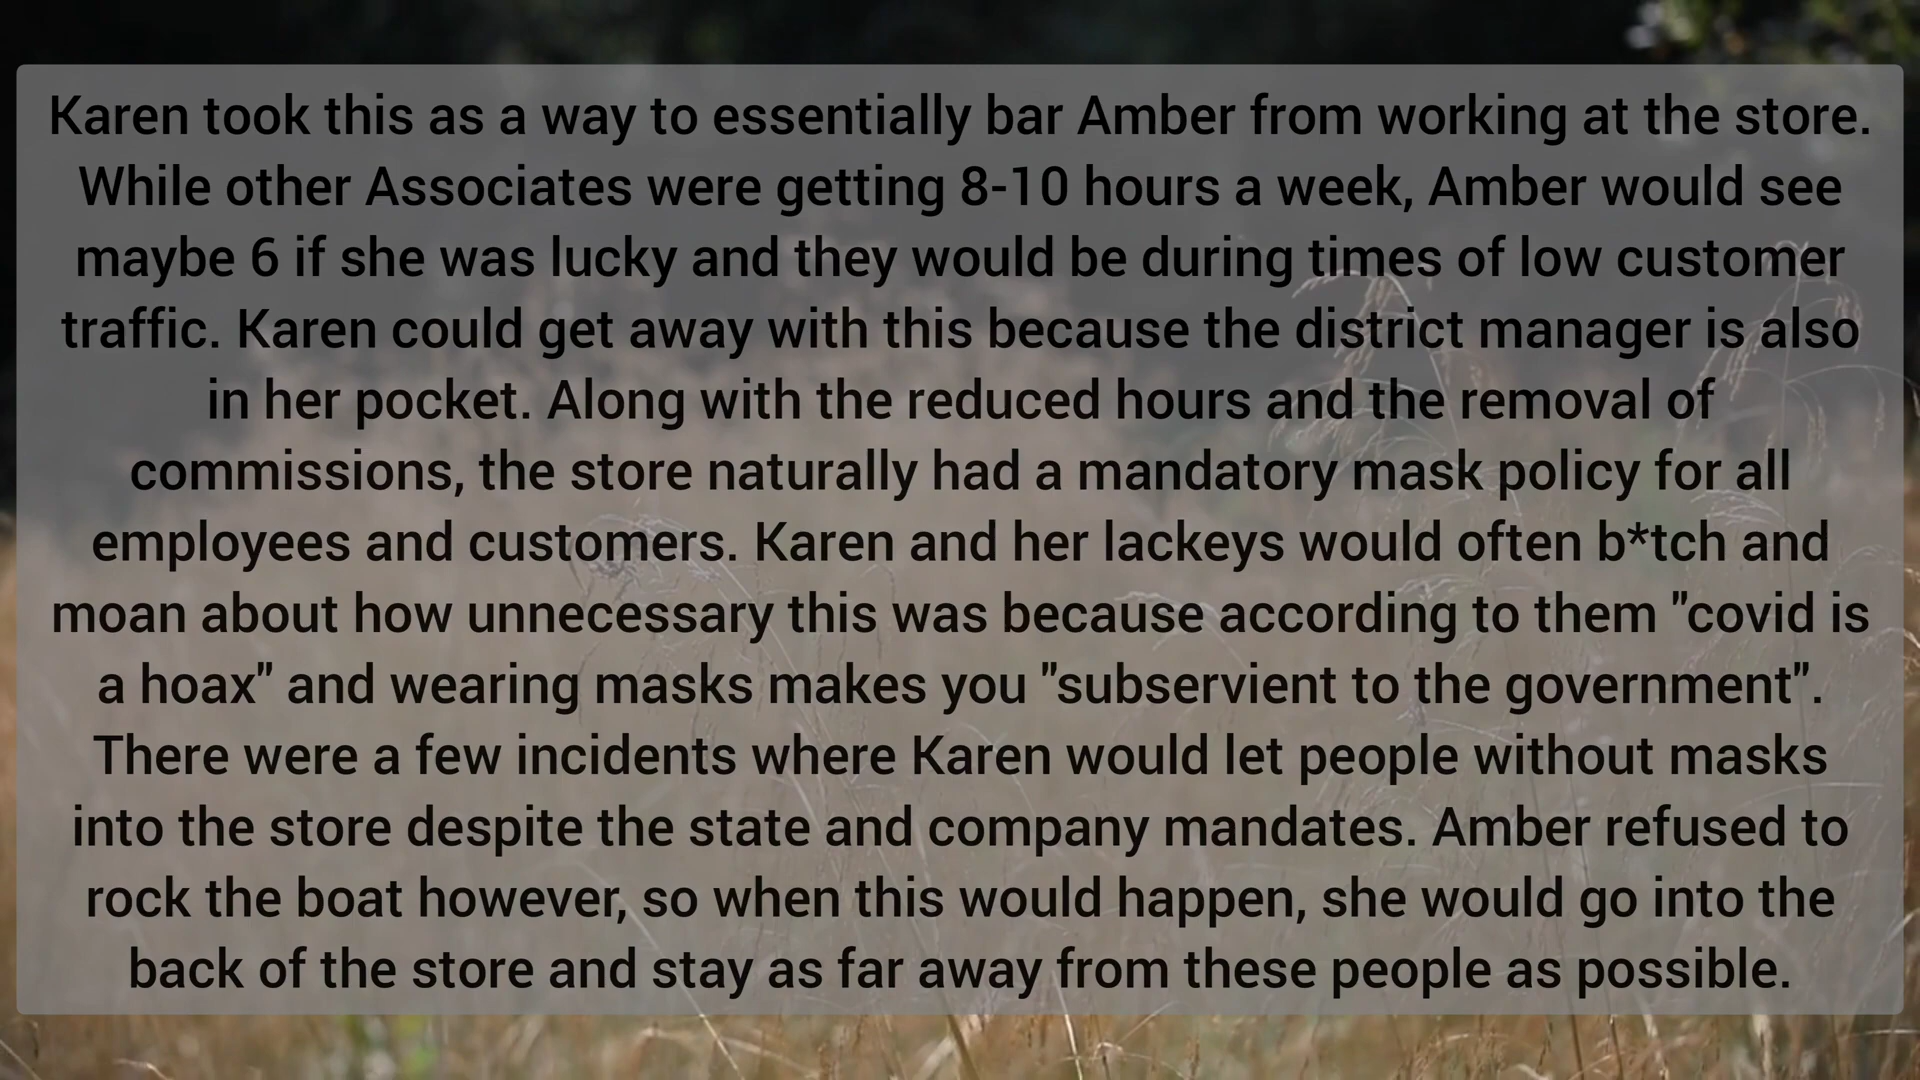 Karen took this as a way to essentially bar Amber from working at the store.
While other Associates were getting 8-10 hours a week, Amber would see
maybe 6 if she was lucky and they would be during times of low customer
traffic. Karen could get away with this because the district manager is also
in her pocket. Along with the reduced hours and the removal of
commissions, the store naturally had a mandatory mask policy for all
employees and customers. Karen and her lackeys would often b*tch and
moan about how unnecessary this was because according to them "covid is
a hoax" and wearing masks makes you "subservient to the government".
There were a few incidents where Karen would let people without masks
into the store despite the state and company mandates. Amber refused to
rock the boat however, so when this would happen, she would go into the
back of the store and stay as far away from these people as possible.